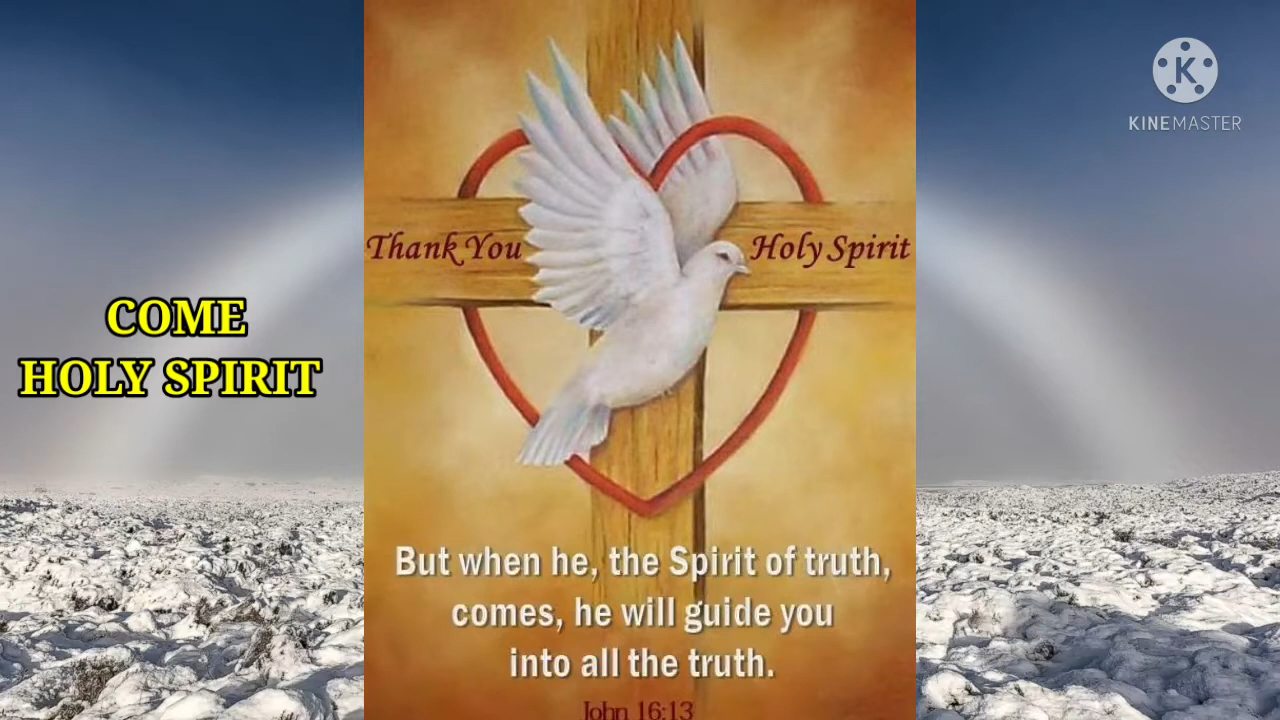 KINEMASTER
Thank You Holy Spirit
COME
HOLY SPIRIT
But when he, the Spirit of truth,
comes, he will guide you
into all the truth.
John 16:13